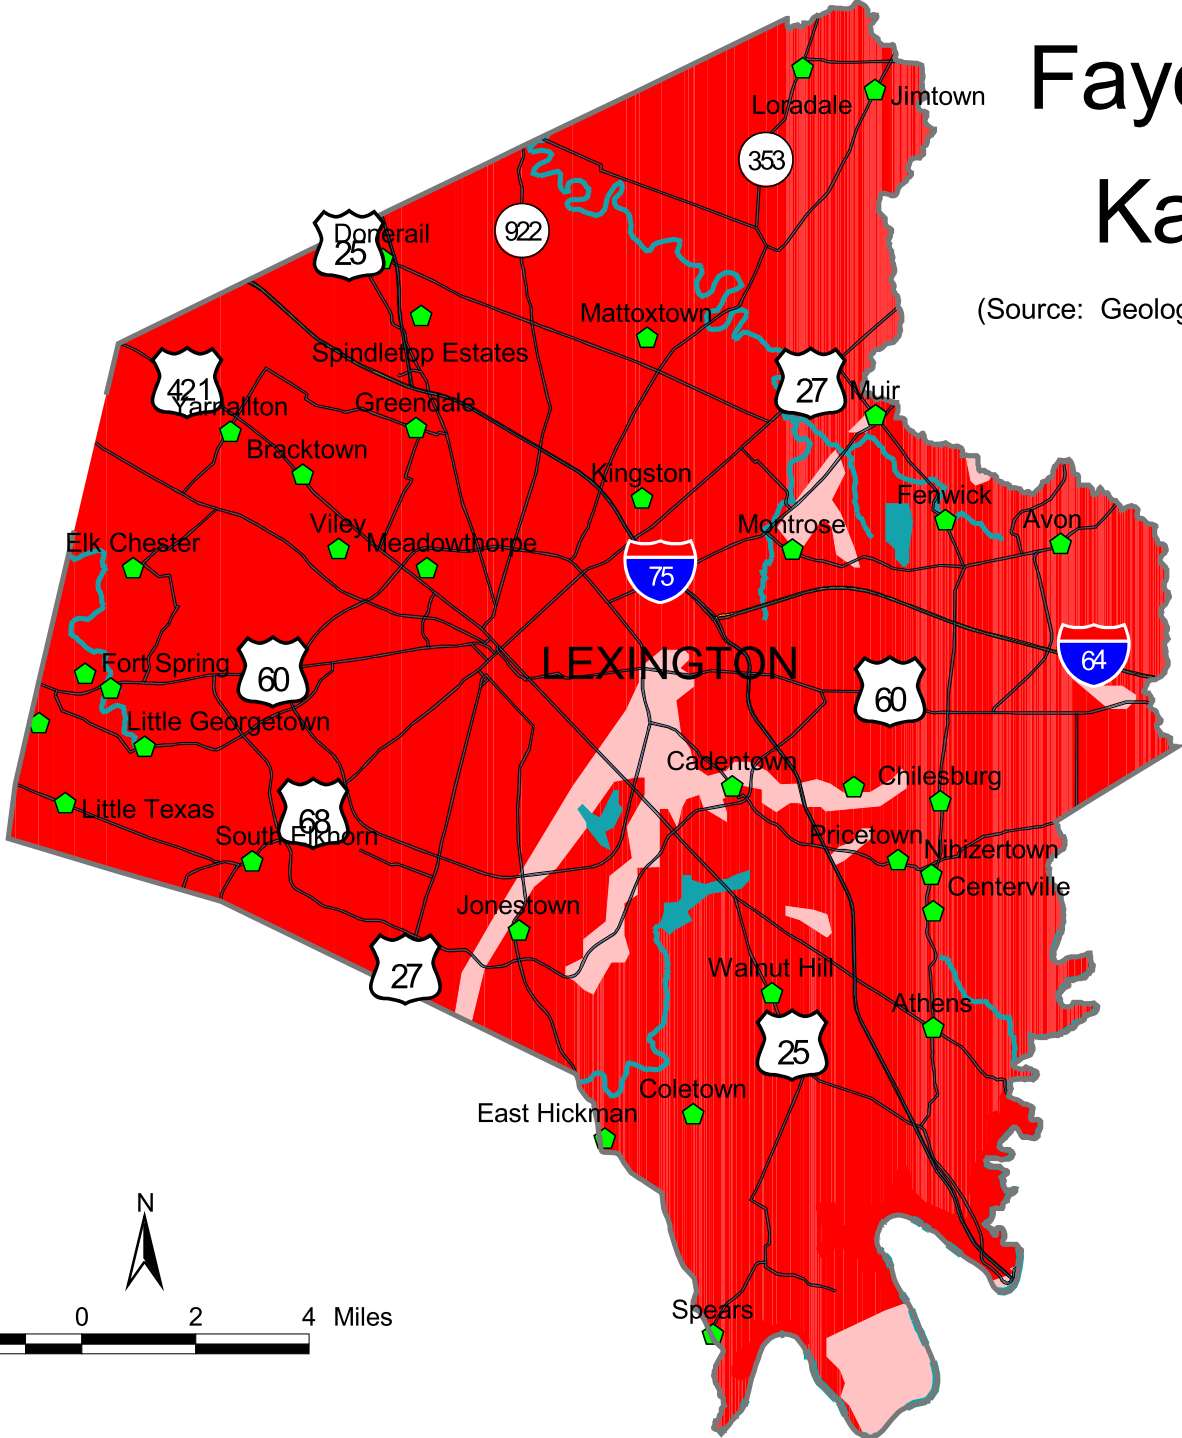 Faye
Ka
(Source:  Geolog
Loradale
Jimtown
353
922
Donerail
25
Mattoxtown
Spindletop Estates
27
Muir
421
Yarnallton
Greendale
Bracktown
Kingston
Fenwick
Viley
Montrose
Avon
Elk Chester
Meadowthorpe
75
LEXINGTON
64
Fort Spring
60
60
Little Georgetown
Cadentown
Chilesburg
Little Texas
68
South Elkhorn
Pricetown
Nihizertown
Centerville
Jonestown
27
Walnut Hill
Athens
25
Coletown
East Hickman
N
Spears
0 2 4 Miles